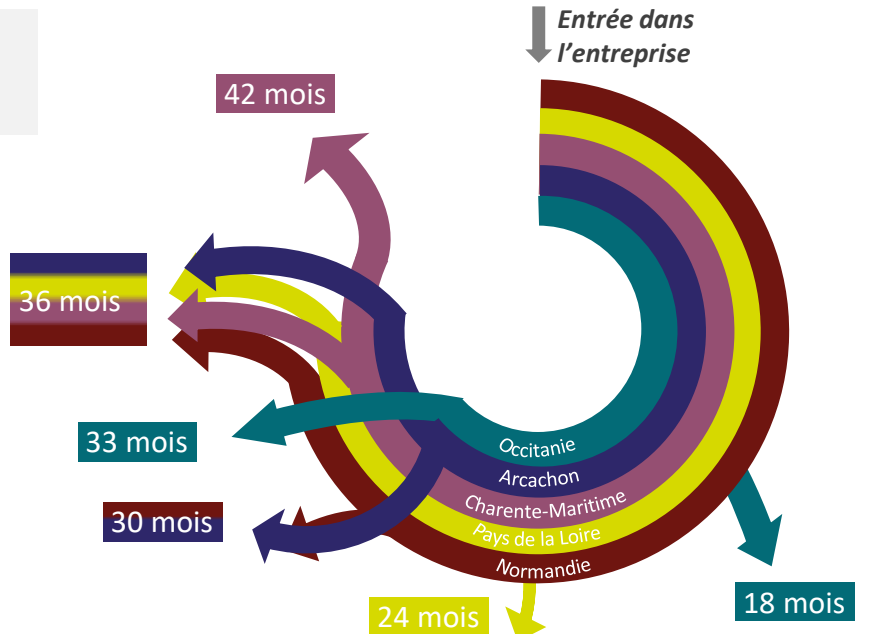 Entrée dans
l’entreprise
42 mois
36 mois
33 mois
30 mois
24 mois
18 mois
Occitanie
Arcachon
Charente-Maritime
Pays de la Loire
Normandie